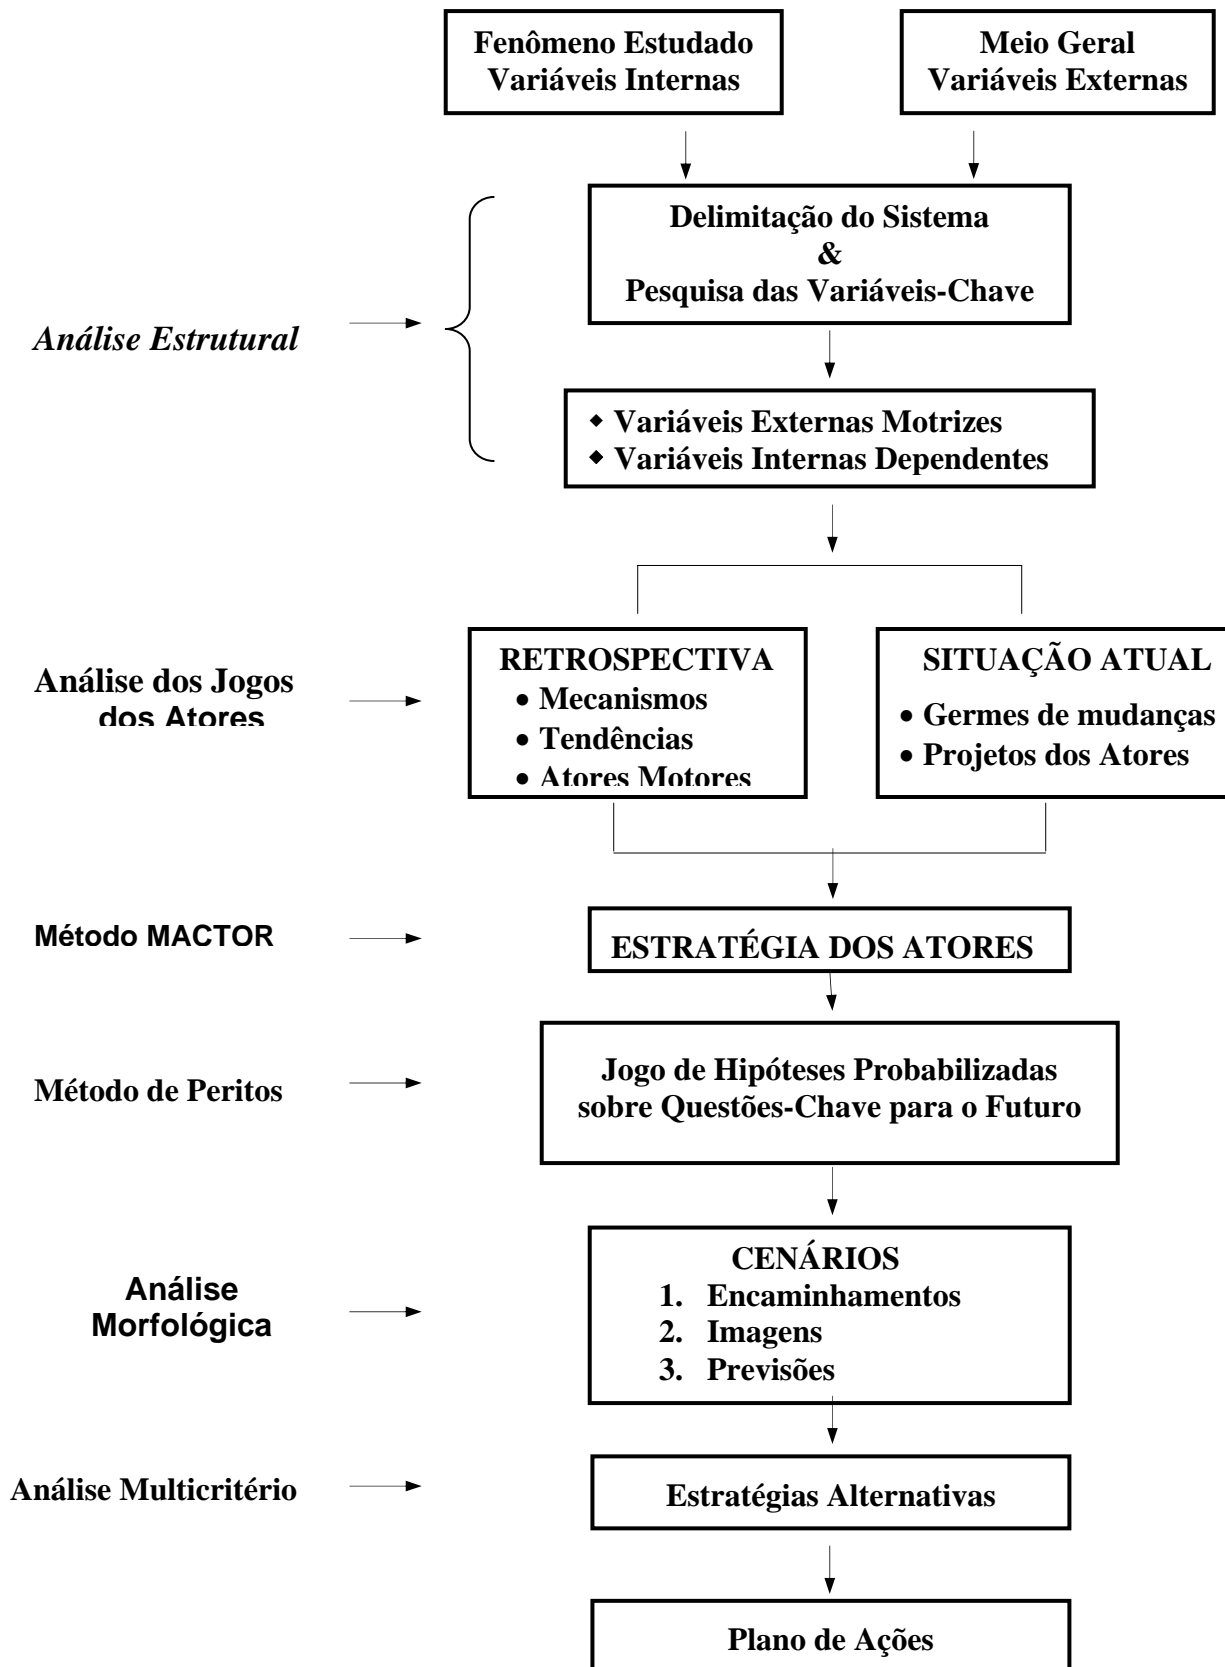 Fenômeno Estudado
Variáveis Internas
Meio Geral
Variáveis Externas
Delimitação do Sistema
&
Pesquisa das Variáveis-Chave
Análise Estrutural
◆ Variáveis Externas Motrizes
◆ Variáveis Internas Dependentes
Análise dos Jogos
dos Atores
RETROSPECTIVA
• Mecanismos
• Tendências
• Atores Motores
SITUAÇÃO ATUAL
• Germes de mudanças
• Projetos dos Atores
Método MACTOR
ESTRATÉGIA DOS ATORES
Método de Peritos
Jogo de Hipóteses Probabilizadas
sobre Questões-Chave para o Futuro
Análise
Morfológica
CENÁRIOS
1. Encaminhamentos
2. Imagens
3. Previsões
Análise Multicritério
Estratégias Alternativas
Plano de Ações